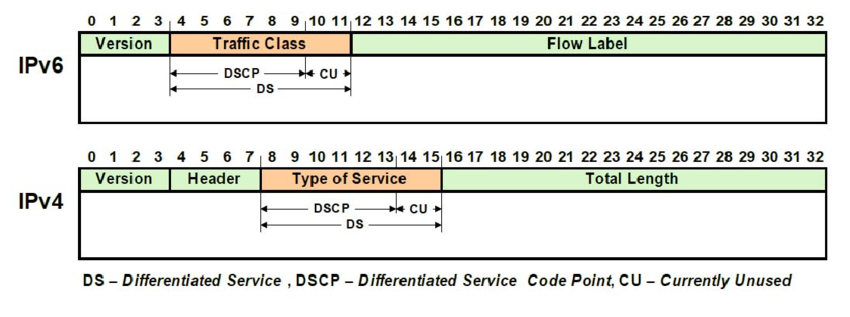 0 1 2 3 4 5 6 7 8 9 10 11 12 13 14 15 16 17 18 19 20 21 22 23 24 25 26 27 28 29 30 31 32
IPv6
Version Traffic Class Flow Label
DSCP CU
DS
0 1 2 3 4 5 6 7 8 9 10 11 12 13 14 15 16 17 18 19 20 21 22 23 24 25 26 27 28 29 30 31 32
IPv4
Version Header Type of Service Total Length
DSCP CU
DS
DS – Differentiated Service , DSCP – Differentiated Service Code Point, CU – Currently Unused